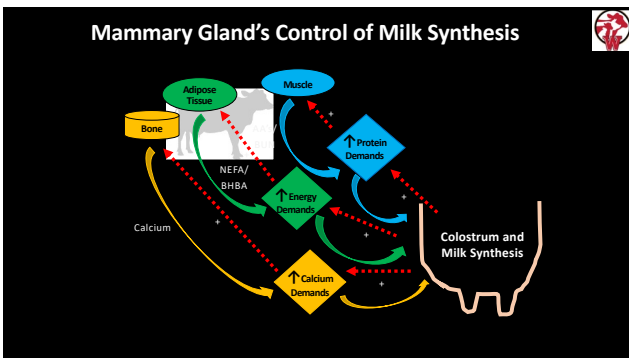 Mammary Gland's Control of Milk Synthesis
W
Muscle
Adipose
Tissue
Bone
+
↑Protein
Demands
NEFA/
BHBA
+
↑Energy
Demands
Calcium
+
+
Colostrum and
Milk Synthesis
↑Calcium
Demands
+